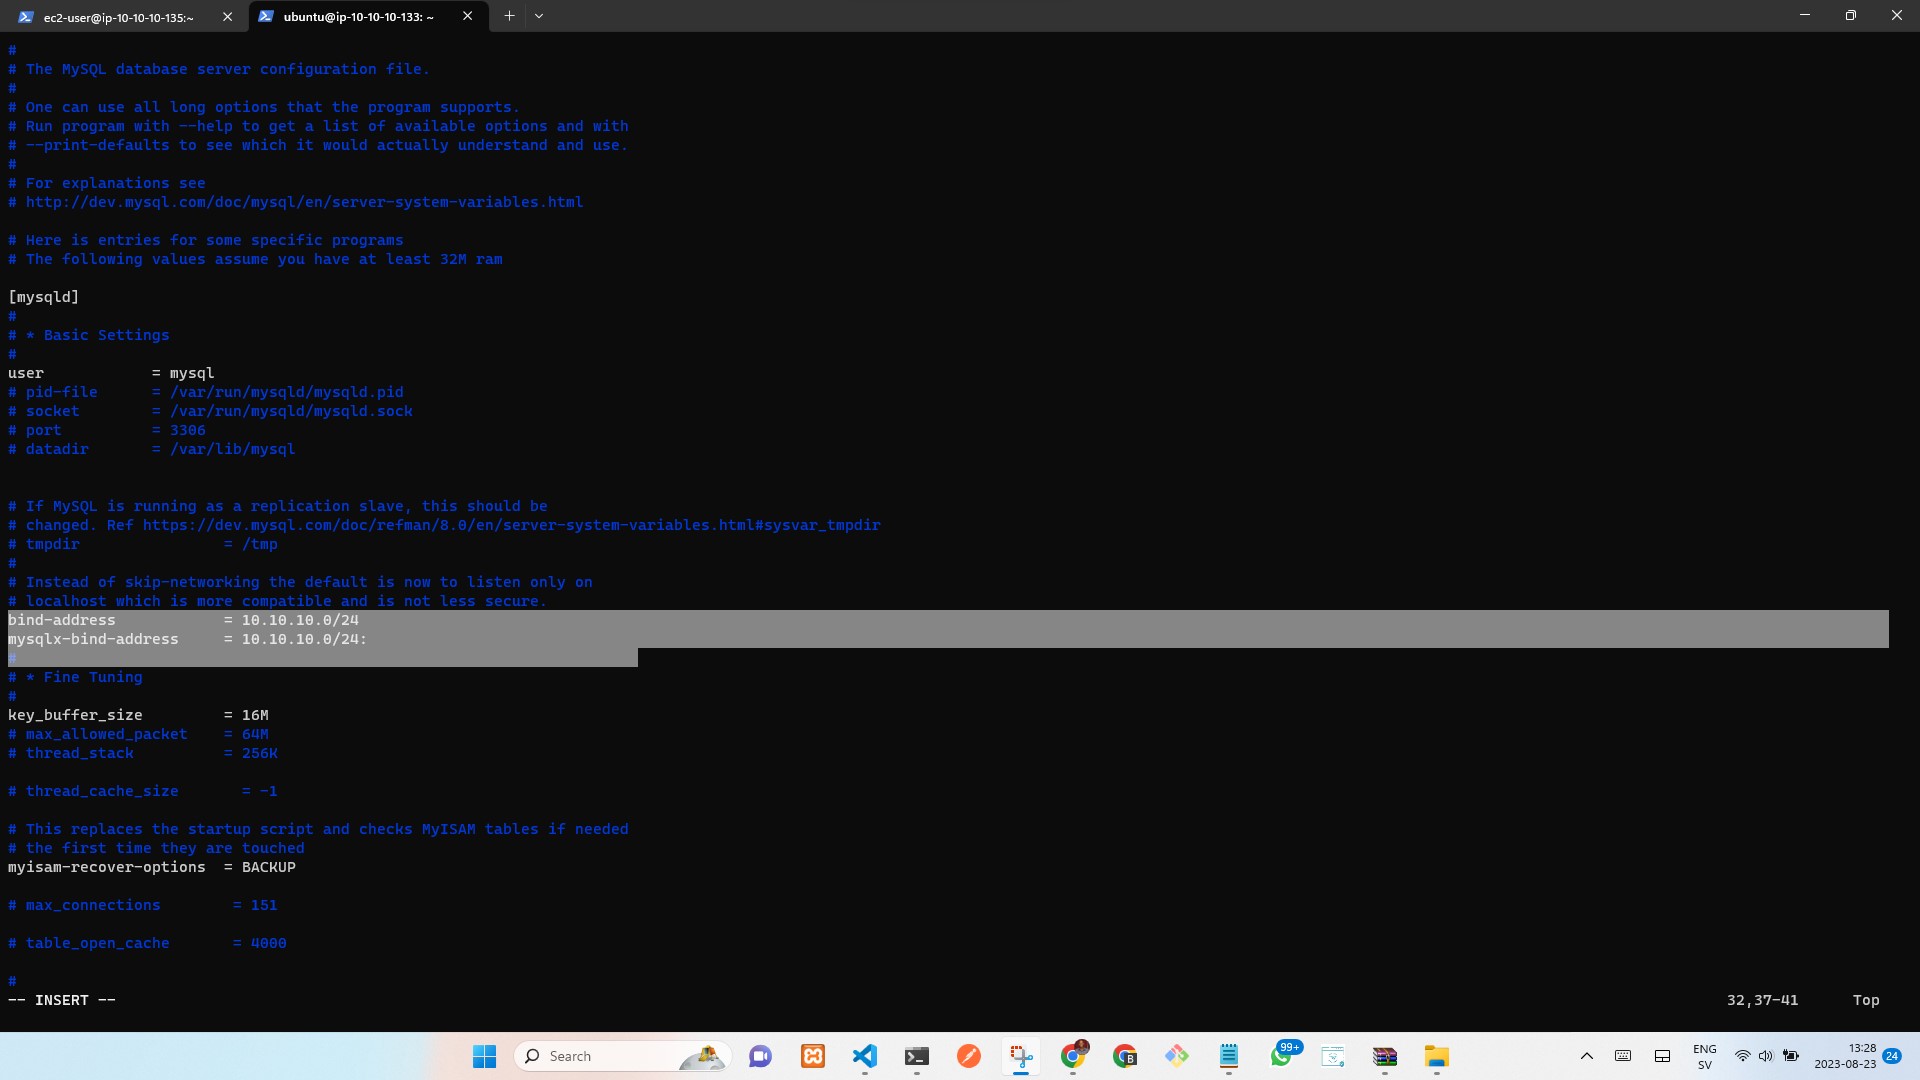 ec2-user@ip-10-10-10-135:~
ubuntu@ip-10-10-10-133: ~
#
# The MySQL database server configuration file.
#
# One can use all long options that the program supports.
# Run program with --help to get a list of available options and with
# --print-defaults to see which it would actually understand and use.
#
# For explanations see
# http://dev.mysql.com/doc/mysql/en/server-system-variables.html
# Here is entries for some specific programs
# The following values assume you have at least 32M ram
[mysqld]
#
# * Basic Settings
#
user            = mysql
# pid-file      = /var/run/mysqld/mysqld.pid
# socket        = /var/run/mysqld/mysqld.sock
# port          = 3306
# datadir       = /var/lib/mysql
# If MySQL is running as a replication slave, this should be
# changed. Ref https://dev.mysql.com/doc/refman/8.0/en/server-system-variables.html#sysvar_tmpdir
# tmpdir                = /tmp
#
# Instead of skip-networking the default is now to listen only on
# localhost which is more compatible and is not less secure.
bind-address            = 10.10.10.0/24
mysqlx-bind-address     = 10.10.10.0/24:
#
# * Fine Tuning
#
key_buffer_size         = 16M
# max_allowed_packet    = 64M
# thread_stack          = 256K
# thread_cache_size       = -1
# This replaces the startup script and checks MyISAM tables if needed
# the first time they are touched
myisam-recover-options  = BACKUP
# max_connections        = 151
# table_open_cache       = 4000
#
-- INSERT --
32,37-41
Top
Search
B
99+
ENG
SV
13:28
2023-08-23
24